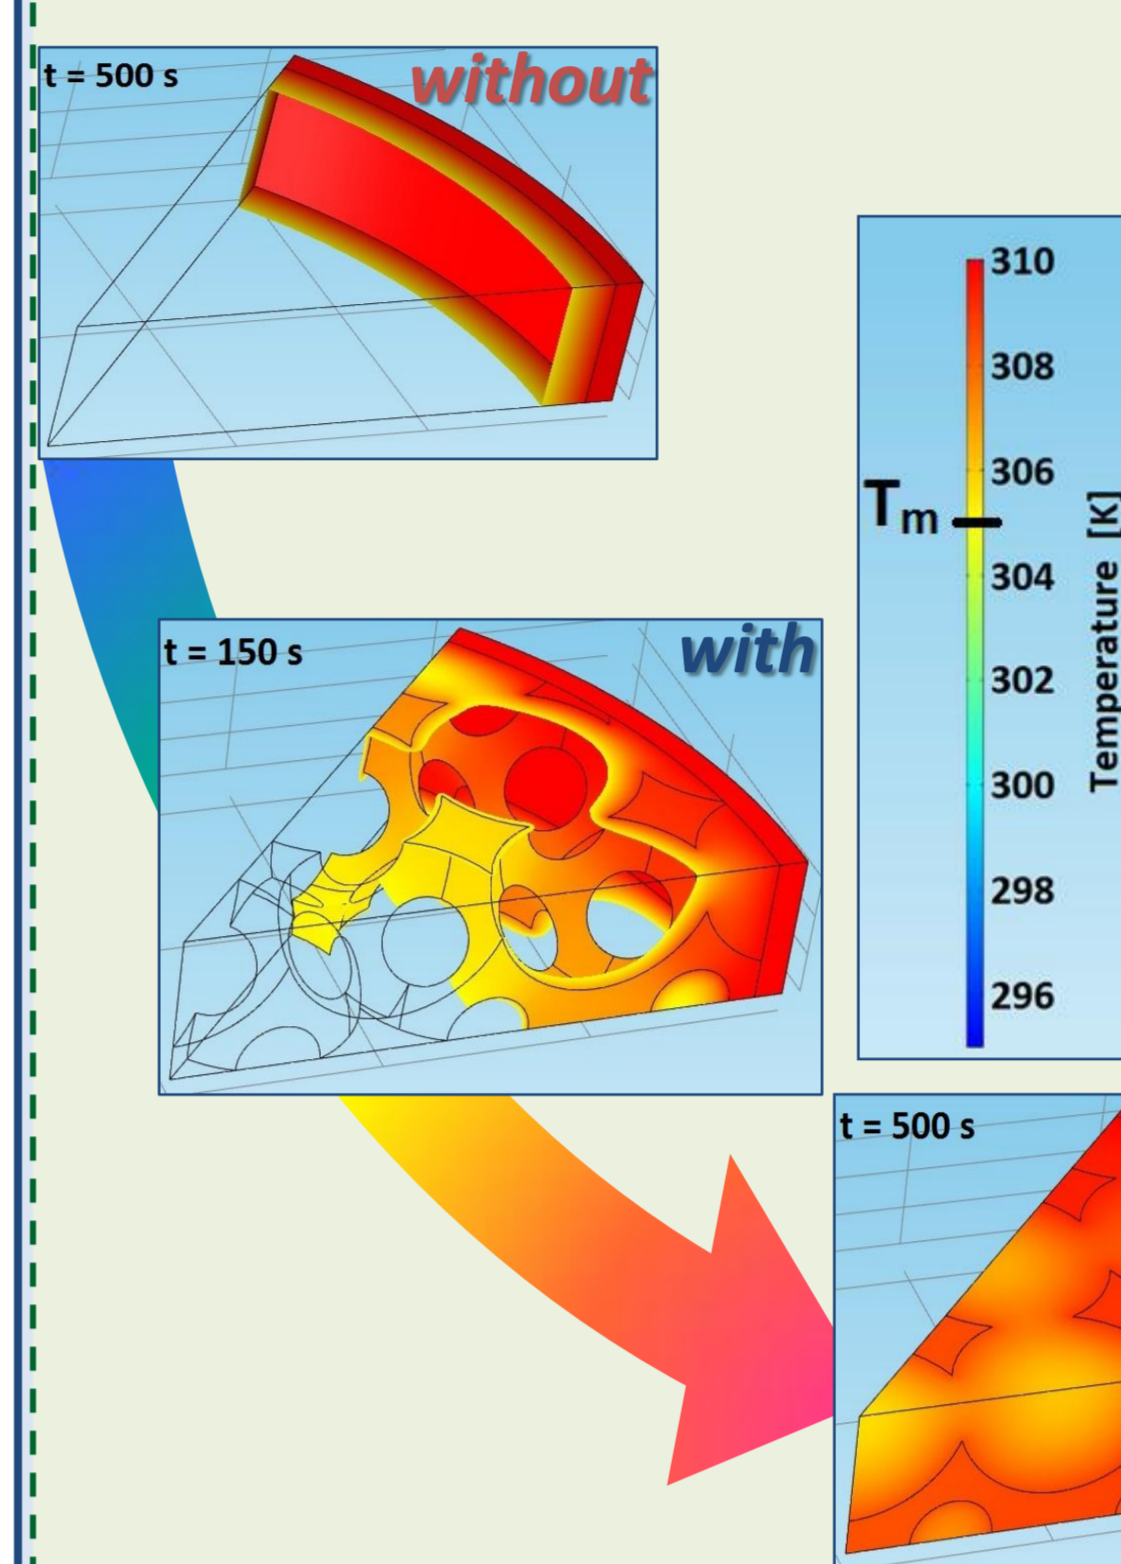 t = 500 s
without
310
308
306
Tm
304
302
300
298
296
Temperature [K]
t = 150 s
with
t = 500 s